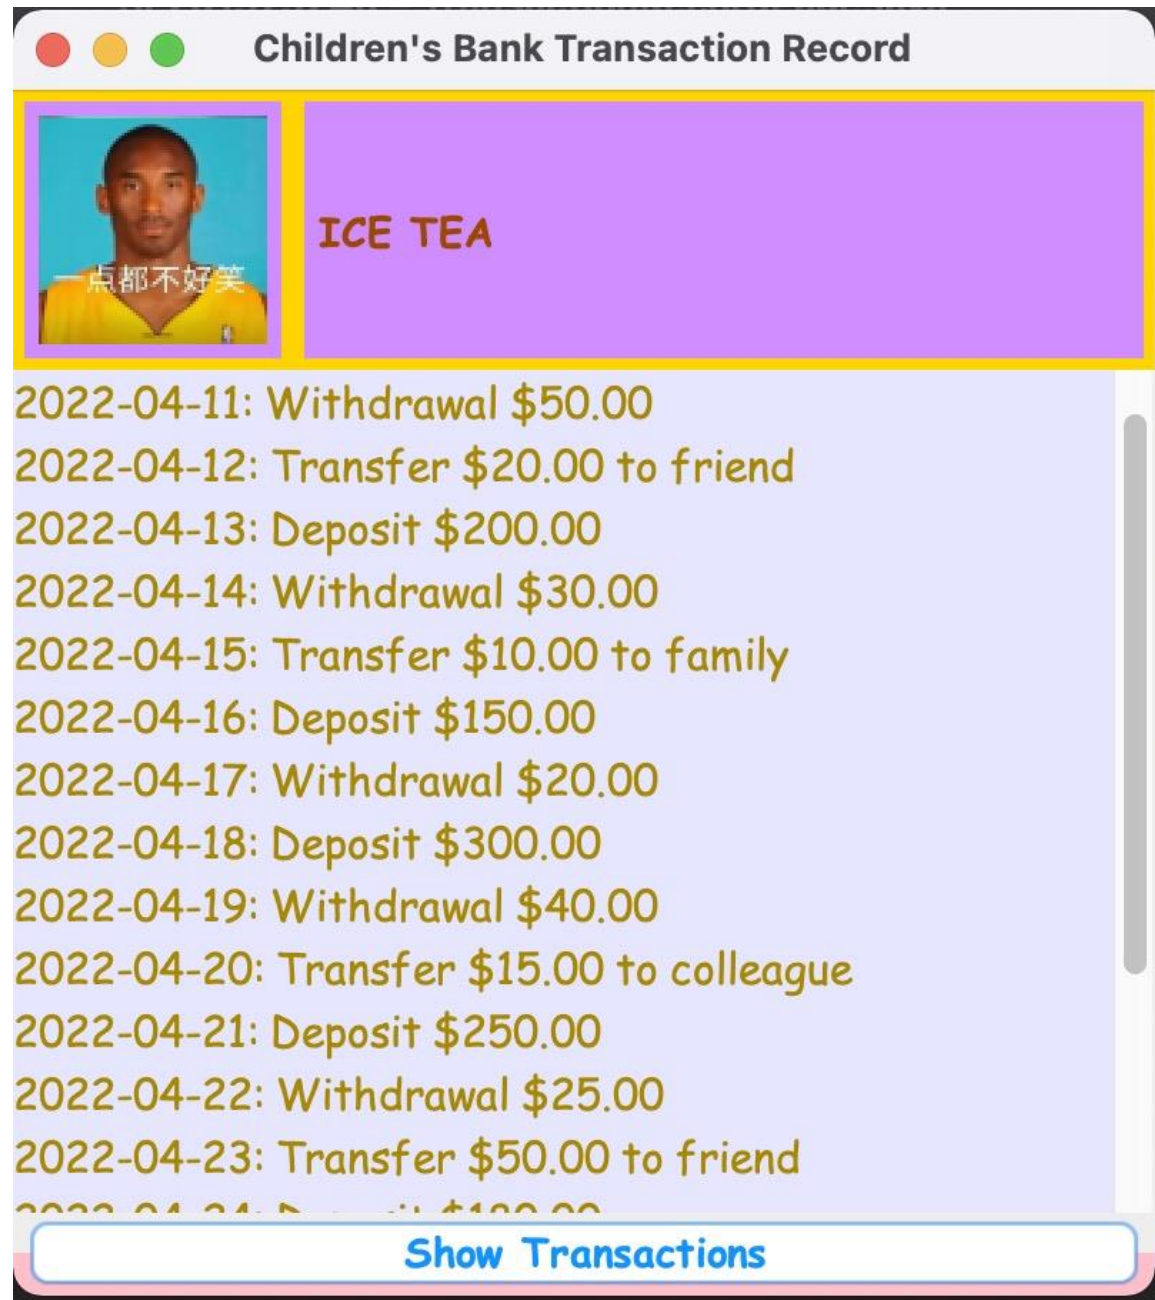 Children's Bank Transaction Record
一点都不好笑
ICE TEA
2022-04-11: Withdrawal $50.00
2022-04-12: Transfer $20.00 to friend
2022-04-13: Deposit $200.00
2022-04-14: Withdrawal $30.00
2022-04-15: Transfer $10.00 to family
2022-04-16: Deposit $150.00
2022-04-17: Withdrawal $20.00
2022-04-18: Deposit $300.00
2022-04-19: Withdrawal $40.00
2022-04-20: Transfer $15.00 to colleague
2022-04-21: Deposit $250.00
2022-04-22: Withdrawal $25.00
2022-04-23: Transfer $50.00 to friend
Show Transactions